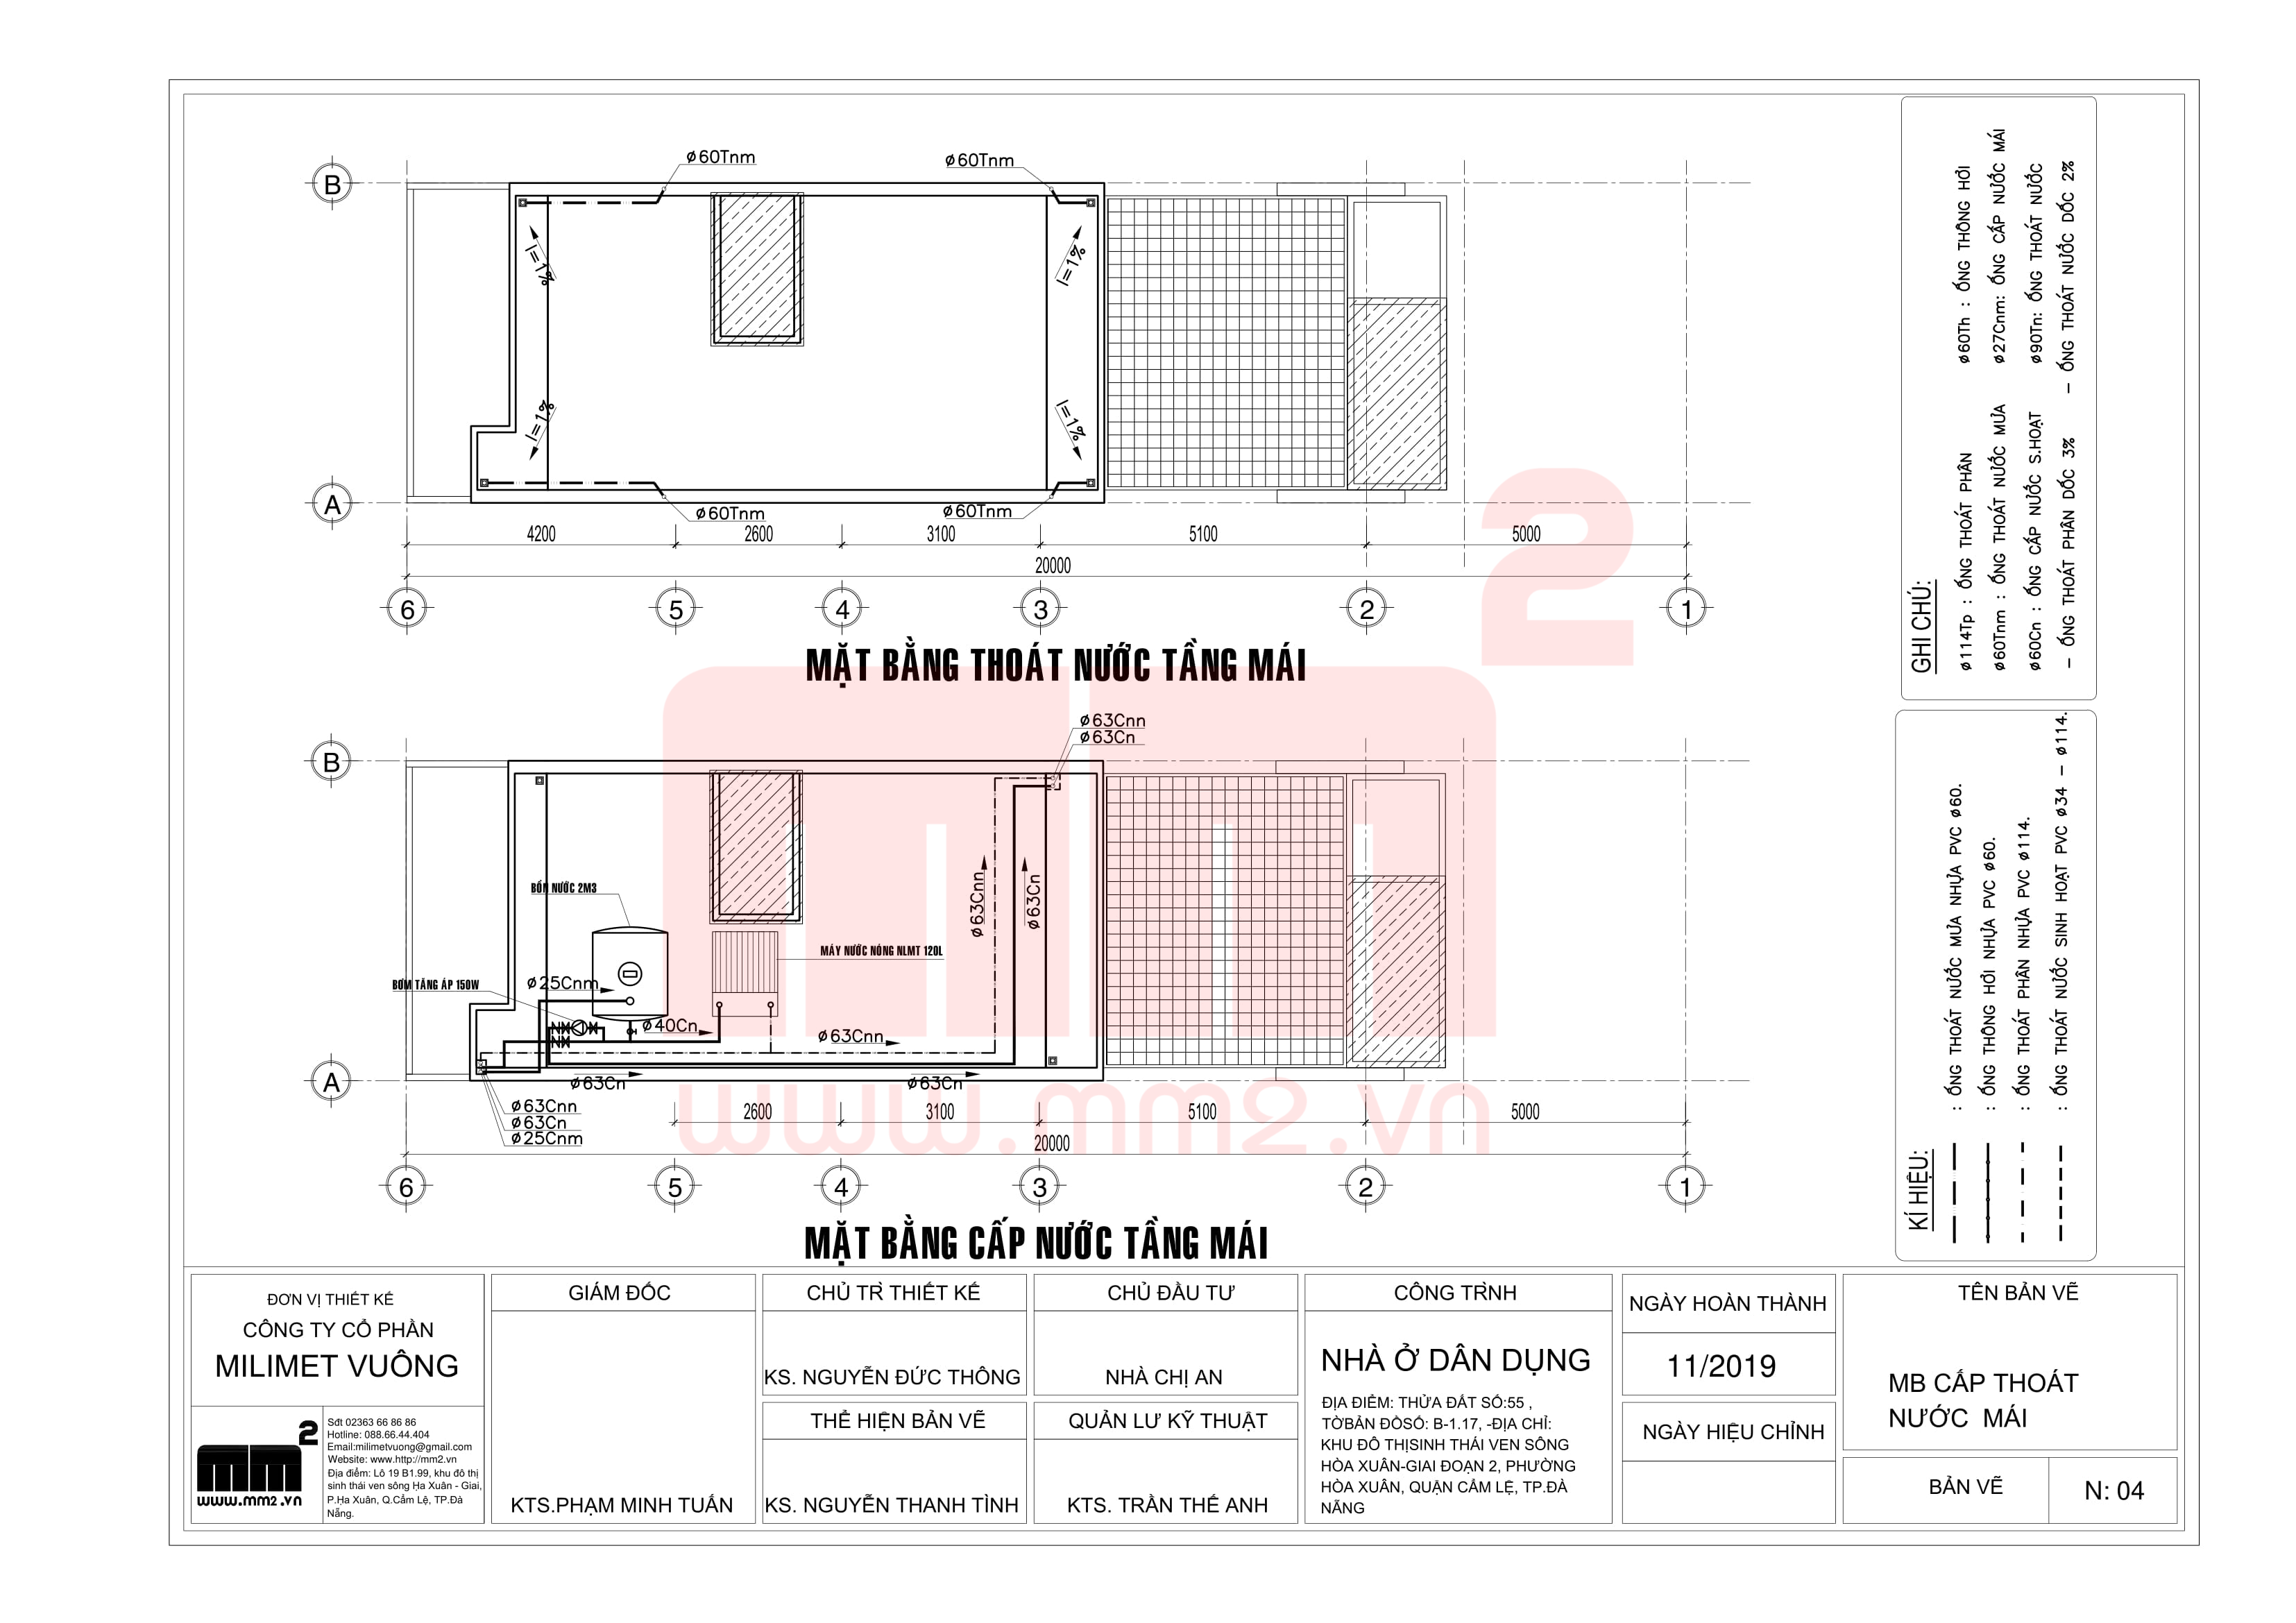 B
ø60Tnm
ø60Tnm
I=1%
I=1%
I=1%
I=1%
A
ø60Tnm
ø60Tnm
4200
2600
3100
5100
5000
20000
6
5
4
3
2
1
MẶT BẰNG THOÁT NƯỚC TẦNG MÁI
ø63Cnn
ø63Cn
B
BỒN NƯỚC 2M3
ø63Cnn
ø63Cn
MÁY NƯỚC NÓNG NLMT 120L
BƠM TĂNG ÁP 150W
ø25Cnm
ø40Cn
ø63Cnn
A
ø63Cn
ø63Cn
ø63Cnn
ø63Cn
ø25Cnm
2600
3100
5100
5000
20000
6
5
4
3
2
1
MẶT BẰNG CẤP NƯỚC TẦNG MÁI
mm2
www.mm2.vn
GHI CHÚ:
ø114Tp : ỐNG THOÁT PHÂN
ø60Th : ỐNG THÔNG HƠI
ø60Tnm : ỐNG THOÁT NƯỚC MƯA
ø27Cnm: ỐNG CẤP NƯỚC MÁI
ø60Cn : ỐNG CẤP NƯỚC S.HOẠT
ø90Tn: ỐNG THOÁT NƯỚC
- ỐNG THOÁT PHÂN DỐC 3%
- ỐNG THOÁT NƯỚC DỐC 2%
KÍ HIỆU:
: ỐNG THOÁT NƯỚC MƯA NHỰA PVC ø60.
: ỐNG THÔNG HƠI NHỰA PVC ø60.
: ỐNG THOÁT PHÂN NHỰA PVC ø114.
: ỐNG THOÁT NƯỚC SINH HOẠT PVC ø34 - ø114.
ĐƠN VỊ THIẾT KẾ
CÔNG TY CỔ PHẦN
MILIMET VUÔNG
mm2
www.mm2.vn
Sđt 02363 66 86 86
Hotline: 088.66.44.404
Email:milimetvuong@gmail.com
Website: www.http://mm2.vn
Địa điểm: Lô 19 B1.99, khu đô thị
sinh thái ven sông Hạ Xuân - Giai,
P.Hạ Xuân, Q.Cẩm Lệ, TP.Đà
Nẵng.
GIÁM ĐỐC
KTS.PHẠM MINH TUẤN
CHỦ TRÌ THIẾT KẾ
KS. NGUYỄN ĐỨC THÔNG
THỂ HIỆN BẢN VẼ
KS. NGUYỄN THANH TÌNH
CHỦ ĐẦU TƯ
NHÀ CHỊ AN
QUẢN LƯ KỸ THUẬT
KTS. TRẦN THẾ ANH
CÔNG TRÌNH
NHÀ Ở DÂN DỤNG
ĐỊA ĐIỂM: THỬA ĐẤT SỐ:55 ,
TỜBẢN ĐỒSỐ: B-1.17, -ĐỊA CHỈ:
KHU ĐÔ THỊSINH THÁI VEN SÔNG
HÒA XUÂN-GIAI ĐOẠN 2, PHƯỜNG
HÒA XUÂN, QUẬN CẨM LỆ, TP.ĐÀ
NẴNG
NGÀY HOÀN THÀNH
11/2019
NGÀY HIỆU CHỈNH
TÊN BẢN VẼ
MB CẤP THOÁT
NƯỚC MÁI
BẢN VẼ
N: 04